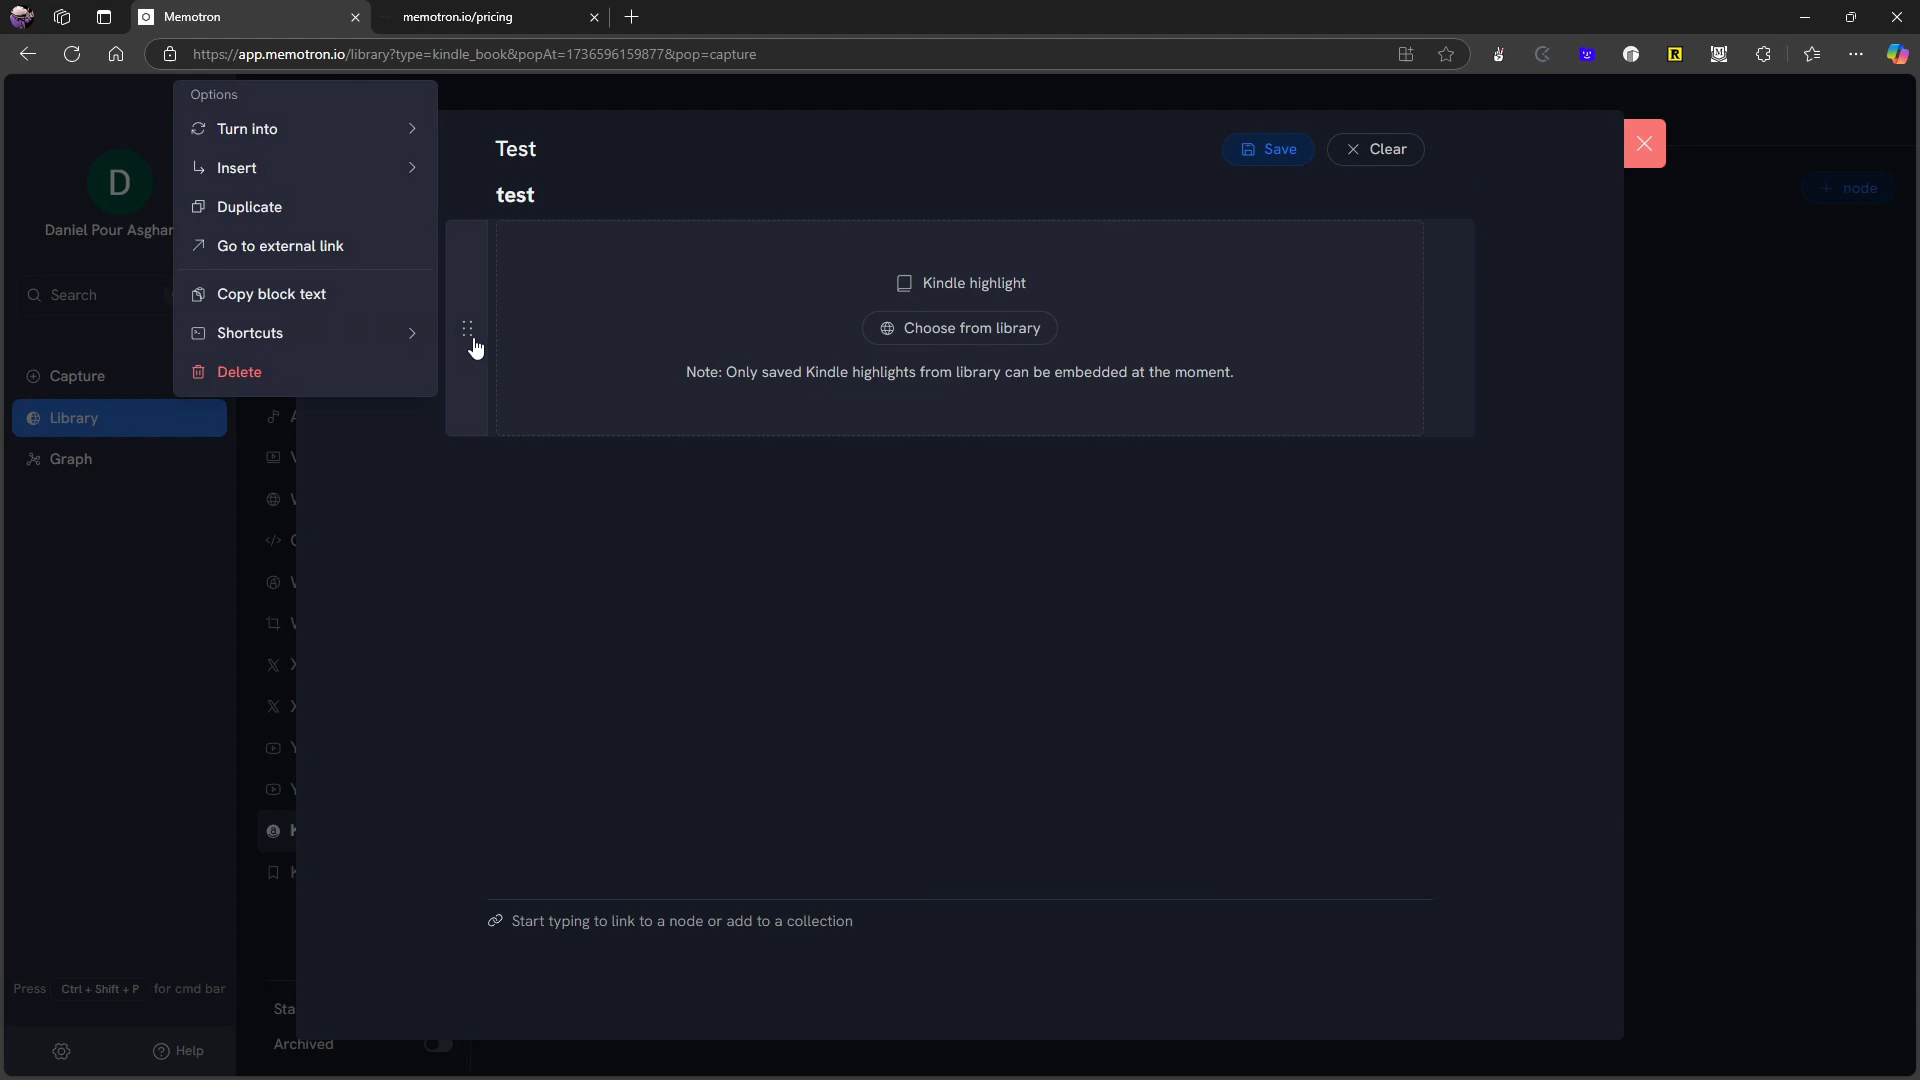 Memotron
memotron.io/pricing
https://app.memotron.io/library?type=kindle_book&popAt=1736596159877&pop=capture
Options
Turn into
Insert
Duplicate
Go to external link
Copy block text
Shortcuts
Delete
D
Daniel Pour Asghar
Search
Capture
Library
Graph
Press Ctrl + Shift + P for cmd bar
Help
Archived
Test
Save
Clear
test
Kindle highlight
Choose from library
Note: Only saved Kindle highlights from library can be embedded at the moment.
Start typing to link to a node or add to a collection
+ node